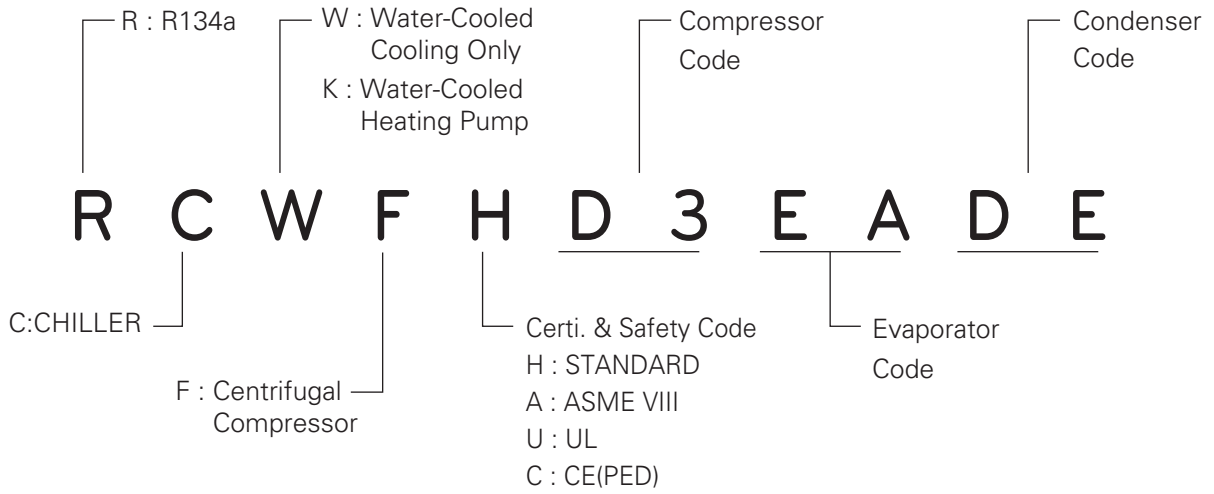 R : R134a
W : Water-Cooled
Cooling Only
K : Water-Cooled
Heating Pump
Compressor
Code
Condenser
Code
R C W F H D 3 E A D E
C:CHILLER
F : Centrifugal
Compressor
Certi. & Safety Code
H : STANDARD
A : ASME VIII
U : UL
C : CE(PED)
Evaporator
Code